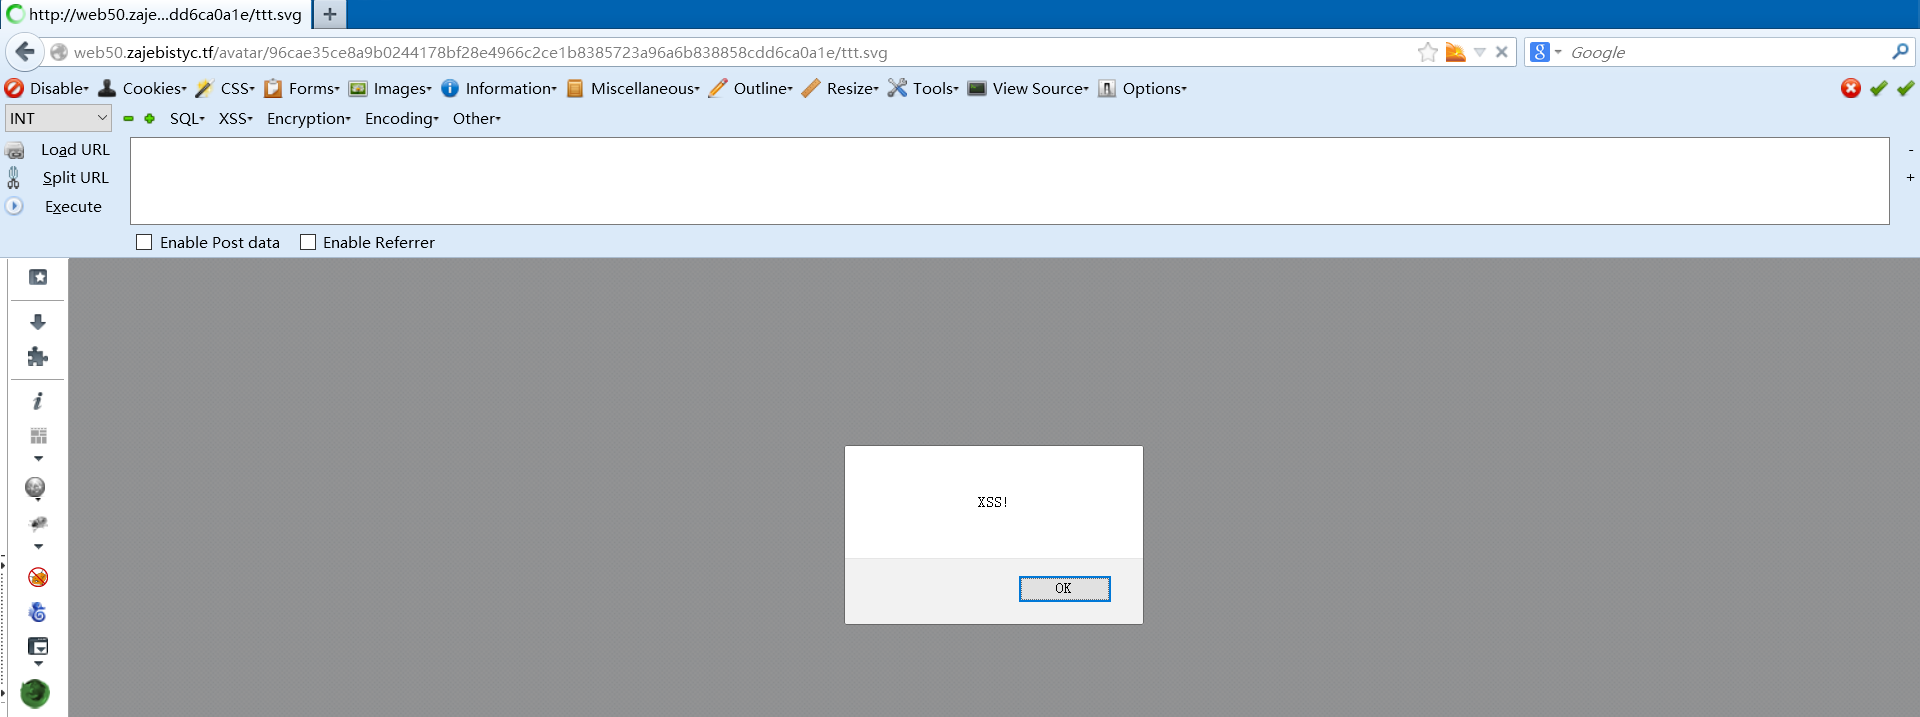 http://web50.zaje...dd6ca0a1e/ttt.svg
web50.zajebistyc.tf/avatar/96cae35ce8a9b0244178bf28e4966c2ce1b8385723a96a6b838858cdd6ca0a1e/ttt.svg
Google
Disable Cookies CSS Forms Images Information Miscellaneous Outline Resize Tools View Source Options
INT SQL XSS Encryption Encoding Other
Load URL
Split URL
Execute
Enable Post data Enable Referrer
XSS!
OK